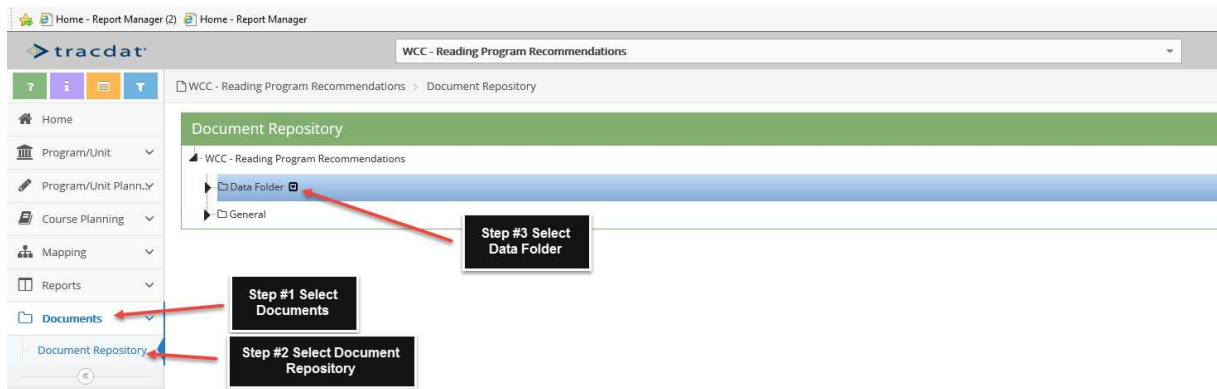 Home - Report Manager (2) Home - Report Manager
tracdat
WCC - Reading Program Recommendations
? i
WCC - Reading Program Recommendations > Document Repository
Home
Document Repository
Program/Unit
WCC - Reading Program Recommendations
Program/Unit Plann..
Data Folder
General
Course Planning
Step #3 Select
Data Folder
Mapping
Reports
Step #1 Select
Documents
Documents
Document Repository
Step #2 Select Document
Repository